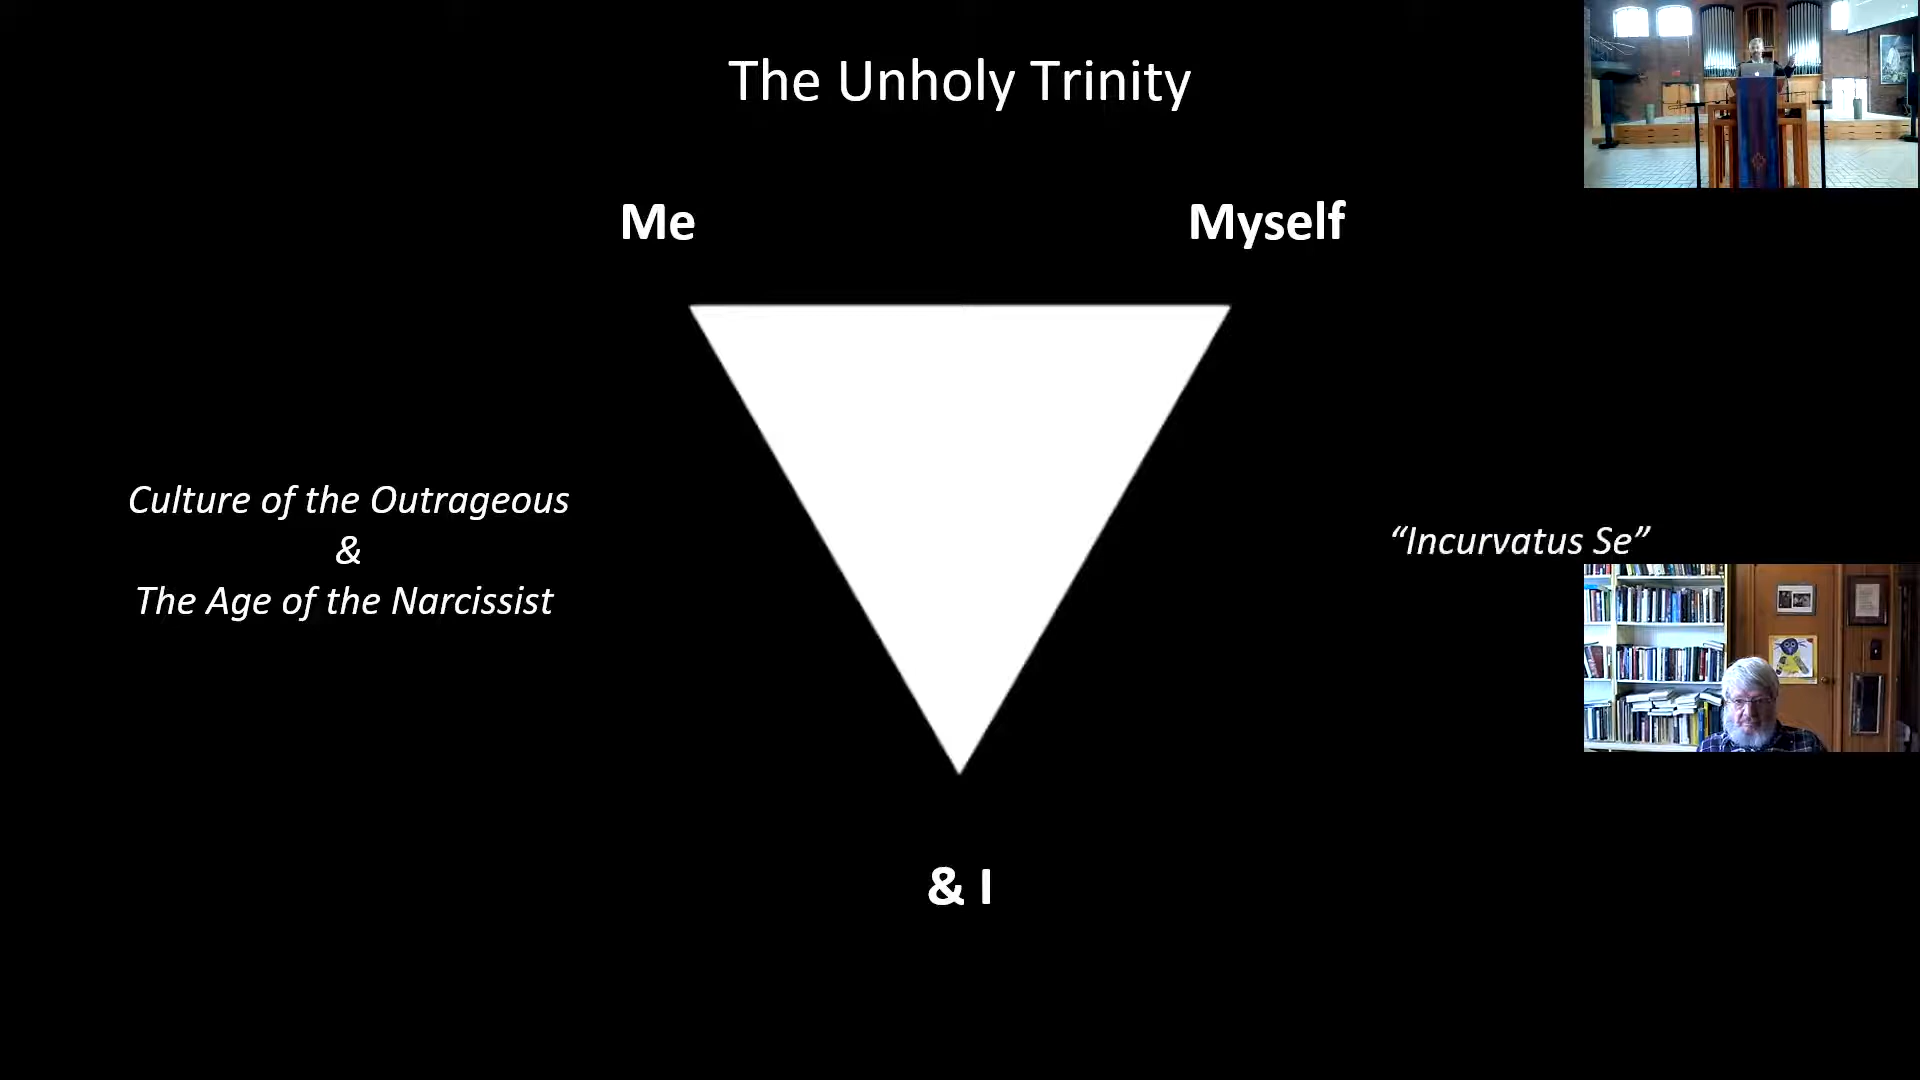 The Unholy Trinity
Me
Myself
Culture of the Outrageous
&
The Age of the Narcissist
“Incurvatus Se”
& I